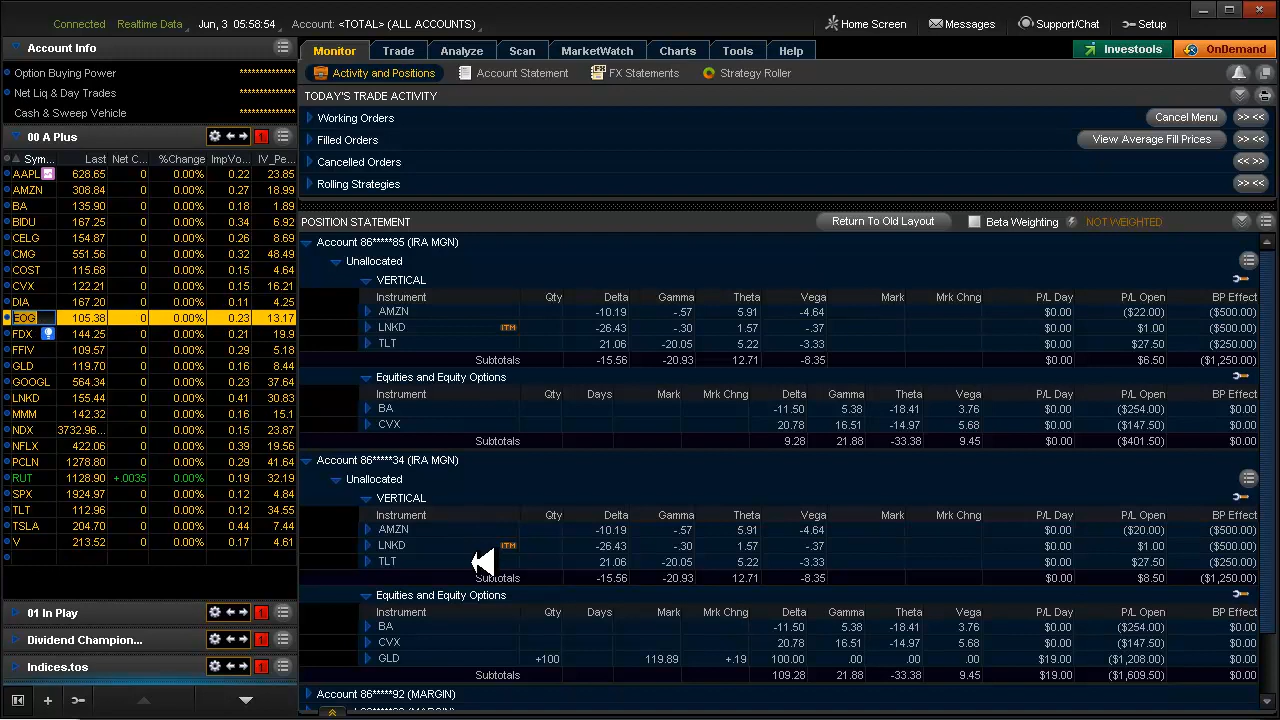 Connected Realtime Data Jun, 3 05:58:54 Account: <TOTAL> (ALL ACCOUNTS) Home Screen Messages Support/Chat Setup
Account Info
Option Buying Power ************
Net Liq & Day Trades ************
Cash & Sweep Vehicle ************
00 A Plus 1
Sym... Last Net C... %Change ImpVo... IV_Pe...
AAPL 628.65 0 0.00% 0.22 23.85
AMZN 308.84 0 0.00% 0.27 18.99
BA 135.90 0 0.00% 0.18 1.89
BIDU 167.25 0 0.00% 0.34 6.92
CELG 154.87 0 0.00% 0.26 8.69
CMG 551.56 0 0.00% 0.32 48.49
COST 115.68 0 0.00% 0.15 4.64
CVX 122.21 0 0.00% 0.15 16.21
DIA 167.20 0 0.00% 0.11 4.25
EOG 105.38 0 0.00% 0.23 13.17
FDX 144.25 0 0.00% 0.21 19.9
FFIV 109.57 0 0.00% 0.29 5.18
GLD 119.70 0 0.00% 0.16 8.44
GOOGL 564.34 0 0.00% 0.23 37.64
LNKD 155.44 0 0.00% 0.41 30.83
MMM 142.32 0 0.00% 0.16 15.1
NDX 3732.96... 0 0.00% 0.15 23.87
NFLX 422.06 0 0.00% 0.39 19.56
PCLN 1278.80 0 0.00% 0.29 41.64
RUT 1128.90 +.0035 0.00% 0.19 32.19
SPX 1924.97 0 0.00% 0.12 4.84
TLT 112.96 0 0.00% 0.12 34.55
TSLA 204.70 0 0.00% 0.44 7.44
V 213.52 0 0.00% 0.17 4.61
01 In Play 1
Dividend Champion... 1
Indices.tos 1
Monitor Trade Analyze Scan MarketWatch Charts Tools Help Investools OnDemand
Activity and Positions Account Statement FX Statements Strategy Roller
TODAY'S TRADE ACTIVITY
Working Orders Cancel Menu >> <<
Filled Orders View Average Fill Prices >> <<
Cancelled Orders << >>
Rolling Strategies >> <<
POSITION STATEMENT Return To Old Layout Beta Weighting NOT WEIGHTED
Account 86*****85 (IRA MGN)
Unallocated
VERTICAL
Instrument Qty Delta Gamma Theta Vega Mark Mrk Chng P/L Day P/L Open BP Effect
AMZN -10.19 -.57 5.91 -4.64 $0.00 ($22.00) ($500.00)
LNKD ITM -26.43 -.30 1.57 -.37 $0.00 $1.00 ($500.00)
TLT 21.06 -20.05 5.22 -3.33 $0.00 $27.50 ($250.00)
Subtotals -15.56 -20.93 12.71 -8.35 $0.00 $6.50 ($1,250.00)
Equities and Equity Options
Instrument Qty Days Mark Mrk Chng Delta Gamma Theta Vega P/L Day P/L Open BP Effect
BA -11.50 5.38 -18.41 3.76 $0.00 ($254.00) $0.00
CVX 20.78 16.51 -14.97 5.68 $0.00 ($147.50) $0.00
Subtotals 9.28 21.88 -33.38 9.45 $0.00 ($401.50) $0.00
Account 86*****34 (IRA MGN)
Unallocated
VERTICAL
Instrument Qty Delta Gamma Theta Vega Mark Mrk Chng P/L Day P/L Open BP Effect
AMZN -10.19 -.57 5.91 -4.64 $0.00 ($20.00) ($500.00)
LNKD ITM -26.43 -.30 1.57 -.37 $0.00 $1.00 ($500.00)
TLT 21.06 -20.05 5.22 -3.33 $0.00 $27.50 ($250.00)
Subtotals -15.56 -20.93 12.71 -8.35 $0.00 $8.50 ($1,250.00)
Equities and Equity Options
Instrument Qty Days Mark Mrk Chng Delta Gamma Theta Vega P/L Day P/L Open BP Effect
BA -11.50 5.38 -18.41 3.76 $0.00 ($254.00) $0.00
CVX 20.78 16.51 -14.97 5.68 $0.00 ($147.50) $0.00
GLD +100 119.89 +.19 100.00 .00 .00 .00 $19.00 ($1,208.00) $0.00
Subtotals 109.28 21.88 -33.38 9.45 $19.00 ($1,609.50) $0.00
Account 86*****92 (MARGIN)